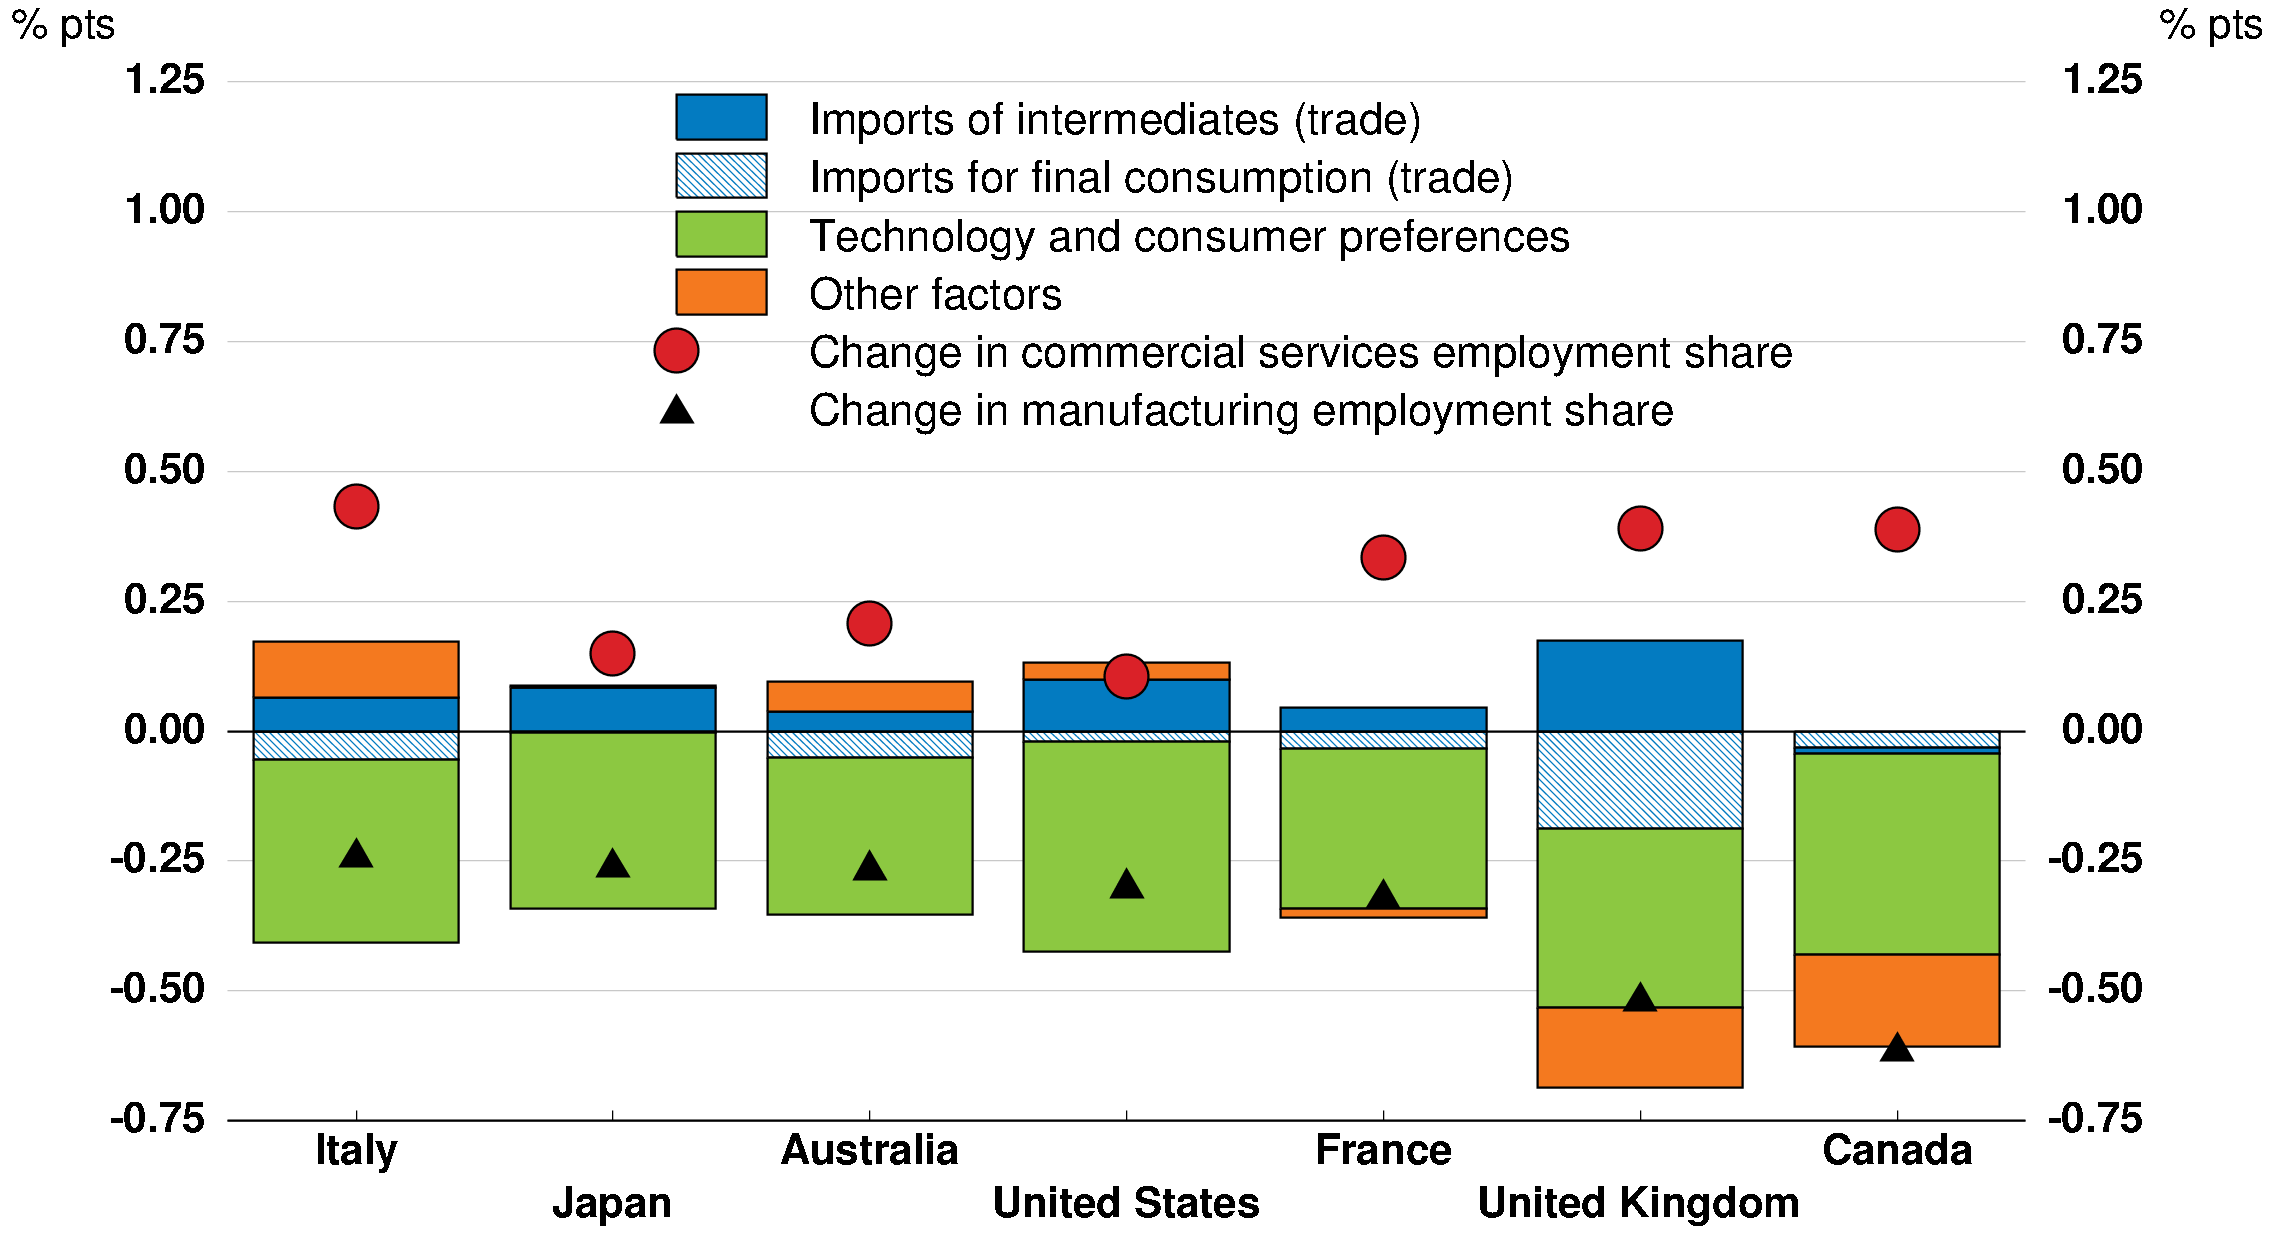 % pts % pts
1.25 1.25
Imports of intermediates (trade)
Imports for final consumption (trade)
1.00 1.00
Technology and consumer preferences
Other factors
0.75 0.75
Change in commercial services employment share
Change in manufacturing employment share
0.50 0.50
0.25 0.25
0.00 0.00
-0.25 -0.25
-0.50 -0.50
-0.75 -0.75
Italy Australia France Canada
Japan United States United Kingdom